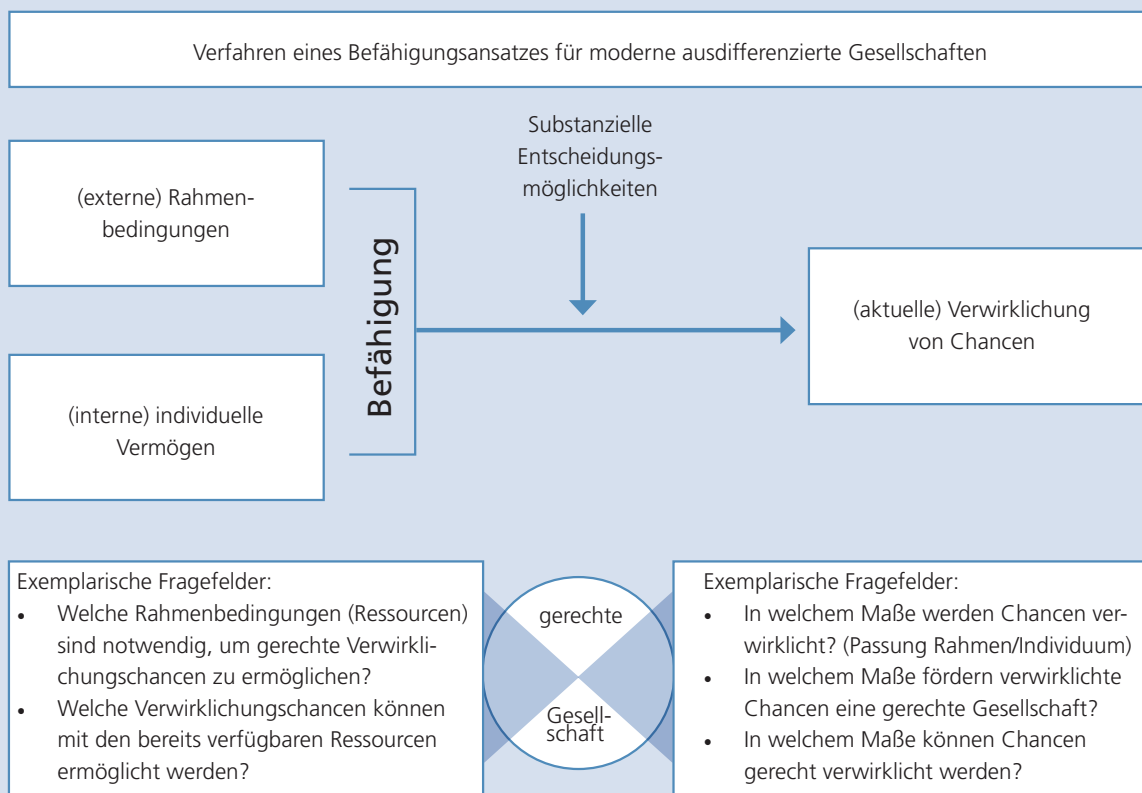 Verfahren eines Befähigungsansatzes für moderne ausdifferenzierte Gesellschaften
Substanzielle
Entscheidungs-
möglichkeiten
(externe) Rahmen-
bedingungen
Befähigung
(aktuelle) Verwirklichung
von Chancen
(interne) individuelle
Vermögen
Exemplarische Fragefelder:
• Welche Rahmenbedingungen (Ressourcen)
sind notwendig, um gerechte Verwirkli-
chungschancen zu ermöglichen?
• Welche Verwirklichungschancen können
mit den bereits verfügbaren Ressourcen
ermöglicht werden?
gerechte
Gesell-
schaft
Exemplarische Fragefelder:
• In welchem Maße werden Chancen ver-
wirklicht? (Passung Rahmen/Individuum)
• In welchem Maße fördern verwirklichte
Chancen eine gerechte Gesellschaft?
• In welchem Maße können Chancen
gerecht verwirklicht werden?